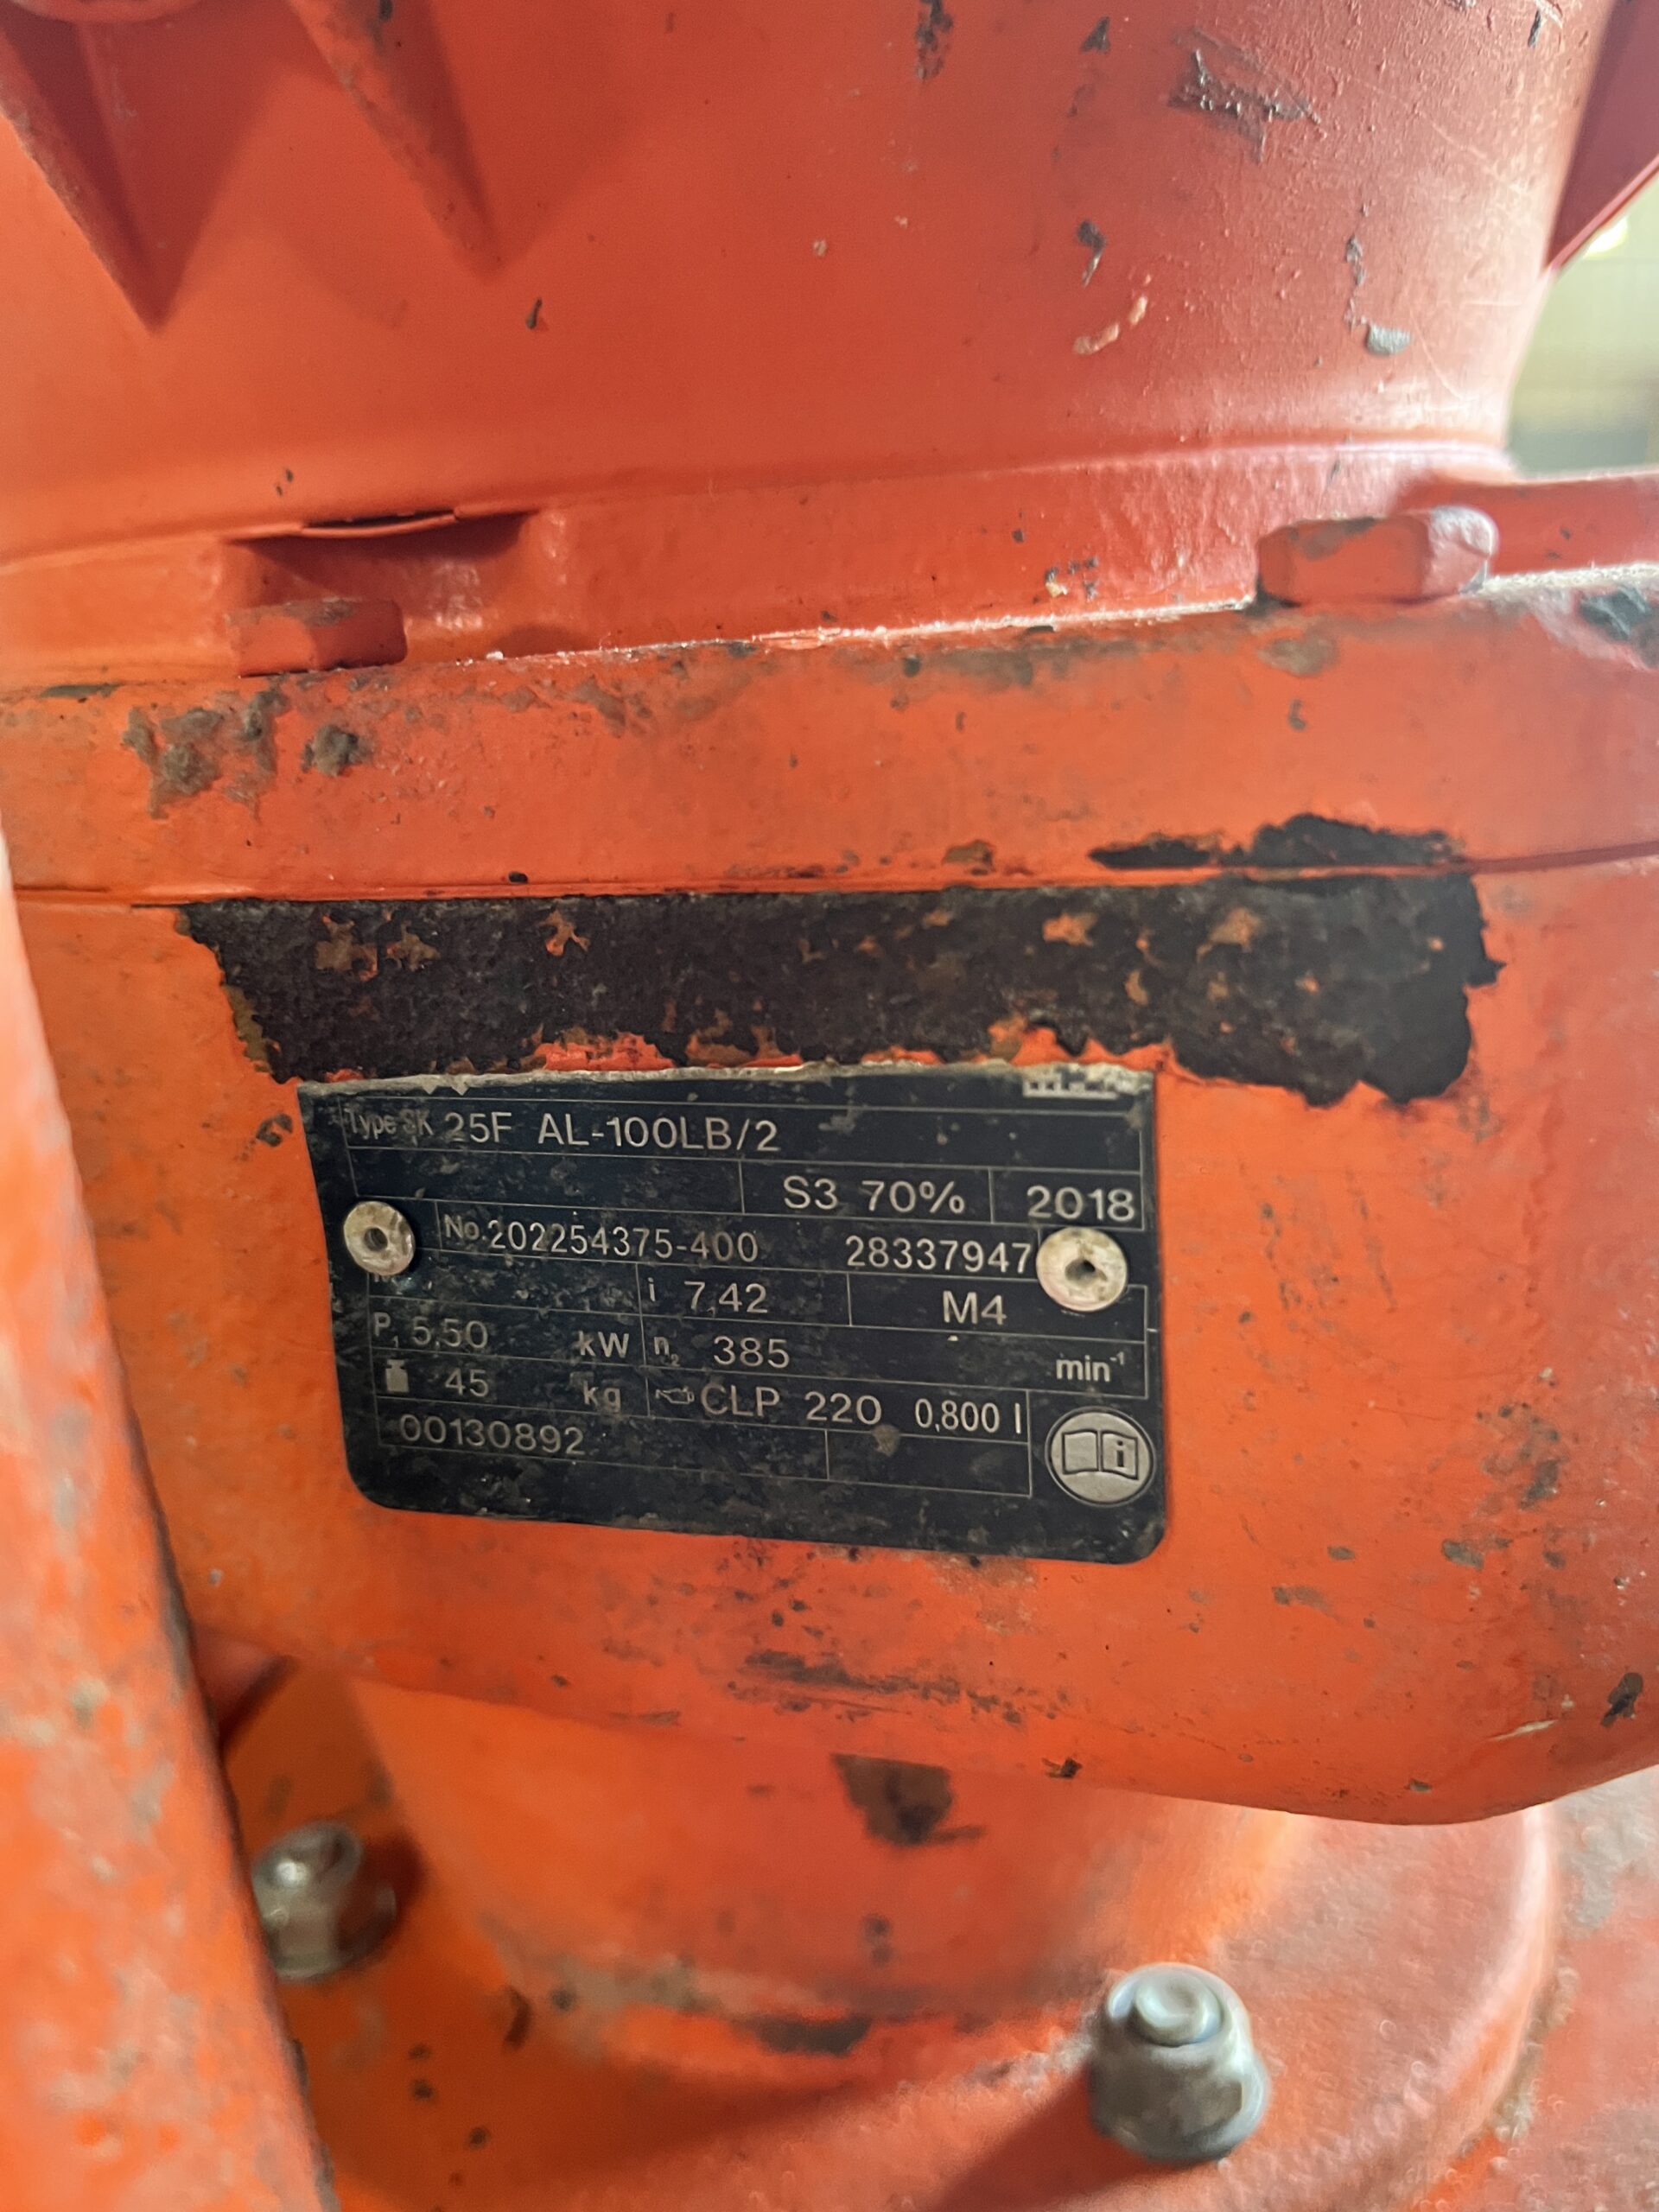 Type SK 25F AL-100LB/2
S3 70% 2018
No. 202254375-400 28337947
i 7,42 M4
P1 5,50 kW n2 385 min-1
45 kg CLP 220 0,800 l
00130892
i